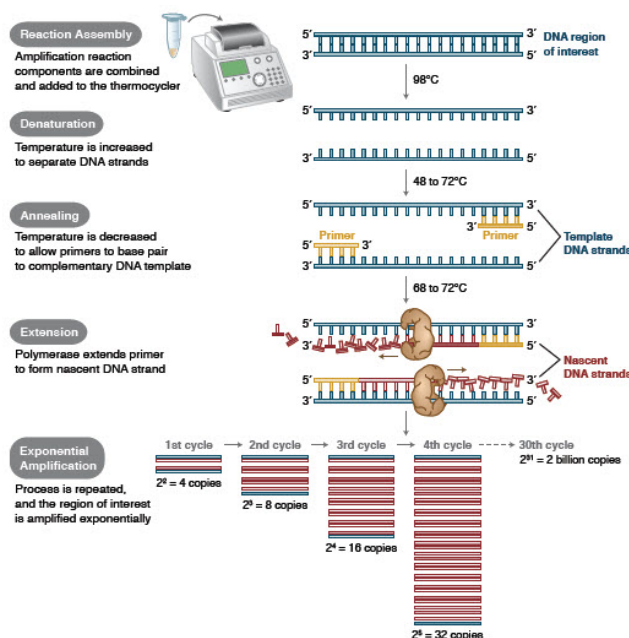 Reaction Assembly
Amplification reaction
components are combined
and added to the thermocycler
5′ 3′
3′ 5′
DNA region
of interest
98°C
Denaturation
Temperature is increased
to separate DNA strands
5′ 3′
3′ 5′
48 to 72°C
Annealing
Temperature is decreased
to allow primers to base pair
to complementary DNA template
5′ 3′
3′ 5′
Primer
Primer
5′ 3′
3′ 5′
Template
DNA strands
68 to 72°C
Extension
Polymerase extends primer
to form nascent DNA strand
5′ 3′
3′ 5′
5′ 3′
3′ 5′
Nascent
DNA strands
Exponential
Amplification
Process is repeated,
and the region of interest
is amplified exponentially
1st cycle 2nd cycle 3rd cycle 4th cycle 30th cycle
2³¹ = 2 billion copies
2² = 4 copies
2³ = 8 copies
2⁴ = 16 copies
2⁵ = 32 copies